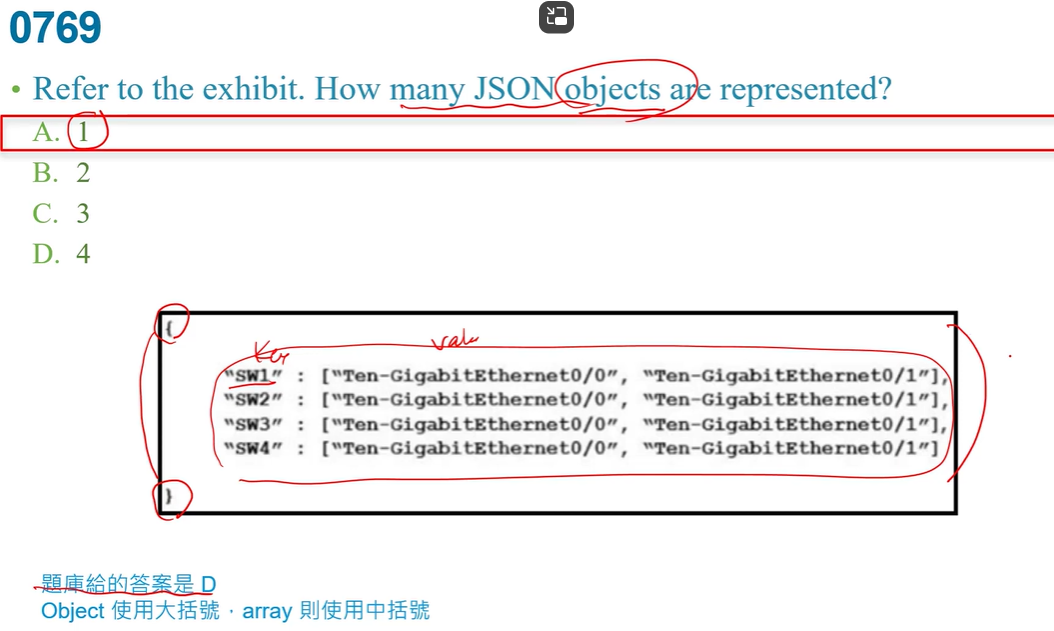 0769
• Refer to the exhibit. How many JSON objects are represented?
A. 1
B. 2
C. 3
D. 4
{
Key
"SW1" : ["Ten-GigabitEthernet0/0", "Ten-GigabitEthernet0/1"],
"SW2" : ["Ten-GigabitEthernet0/0", "Ten-GigabitEthernet0/1"],
"SW3" : ["Ten-GigabitEthernet0/0", "Ten-GigabitEthernet0/1"],
"SW4" : ["Ten-GigabitEthernet0/0", "Ten-GigabitEthernet0/1"]
}
題庫給的答案是 D
Object 使用大括號，array 則使用中括號